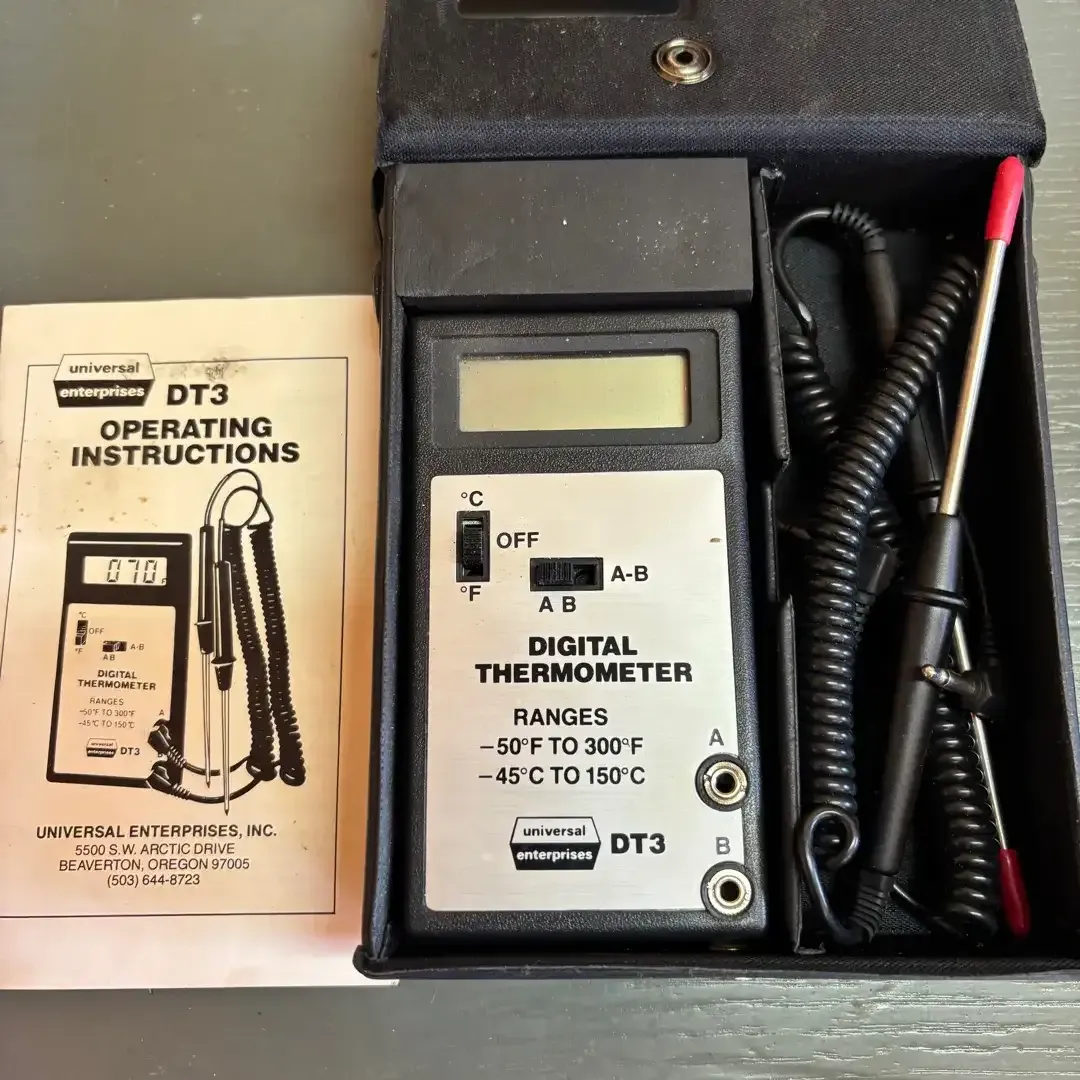 universal
enterprises
DT3
OPERATING
INSTRUCTIONS
070
F
°C
OFF
°F
A-B
A B
DIGITAL
THERMOMETER
RANGES
-50°F TO 300°F
-45°C TO 150°C
A
universal
enterprises
DT3
UNIVERSAL ENTERPRISES, INC.
5500 S.W. ARCTIC DRIVE
BEAVERTON, OREGON 97005
(503) 644-8723
°C
OFF
°F
A-B
A B
DIGITAL
THERMOMETER
RANGES
-50°F TO 300°F
-45°C TO 150°C
A
universal
enterprises
DT3
B